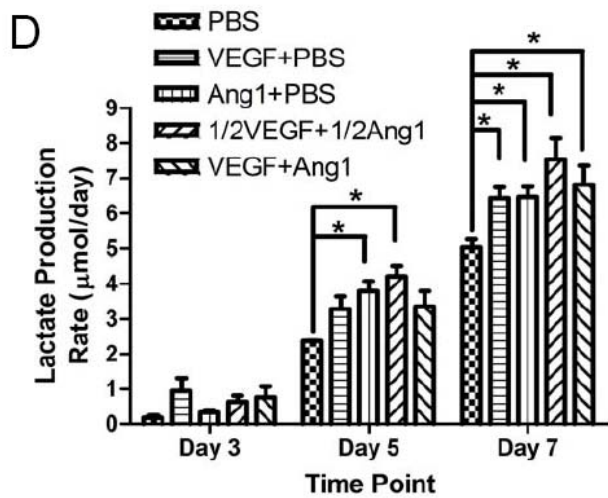 D
PBS
VEGF+PBS
Ang1+PBS
1/2VEGF+1/2Ang1
VEGF+Ang1
Lactate Production
Rate (μmol/day)
9
8
7
6
5
4
3
2
1
0
* *
* * * *
Day 3 Day 5 Day 7
Time Point